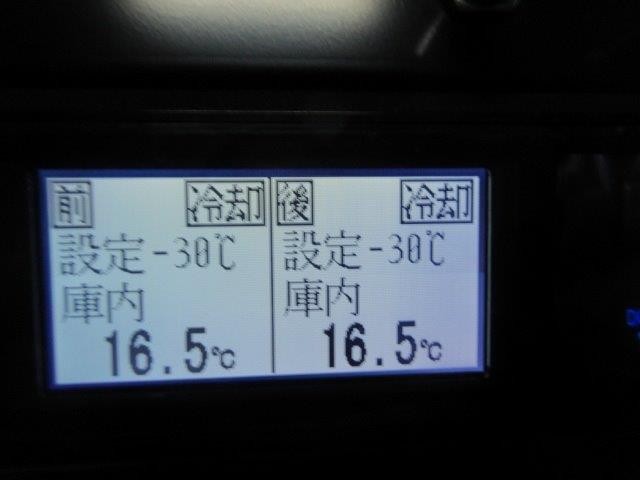 前 冷却
設定-30℃
庫内
16.5℃
後 冷却
設定-30℃
庫内
16.5℃